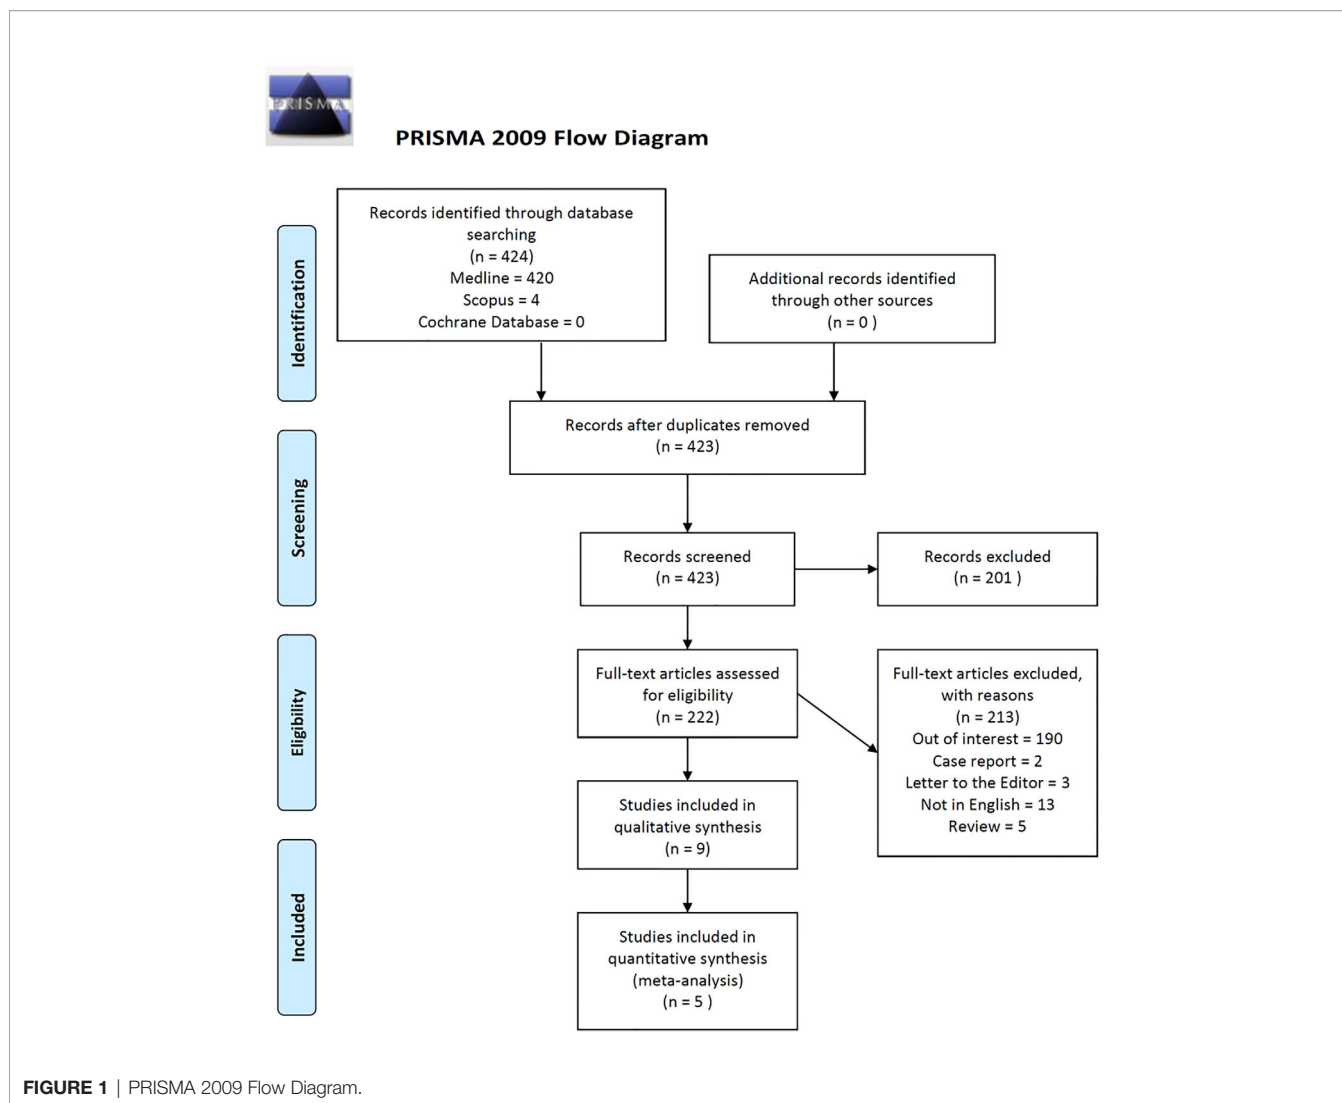 PRISMA
PRISMA 2009 Flow Diagram
Identification
Records identified through database
searching
(n = 424)
Medline = 420
Scopus = 4
Cochrane Database = 0
Additional records identified
through other sources
(n = 0 )
Records after duplicates removed
(n = 423)
Screening
Records screened
(n = 423)
Records excluded
(n = 201 )
Eligibility
Full-text articles assessed
for eligibility
(n = 222)
Full-text articles excluded,
with reasons
(n = 213)
Out of interest = 190
Case report = 2
Letter to the Editor = 3
Not in English = 13
Review = 5
Studies included in
qualitative synthesis
(n = 9)
Included
Studies included in
quantitative synthesis
(meta-analysis)
(n = 5 )
FIGURE 1 | PRISMA 2009 Flow Diagram.